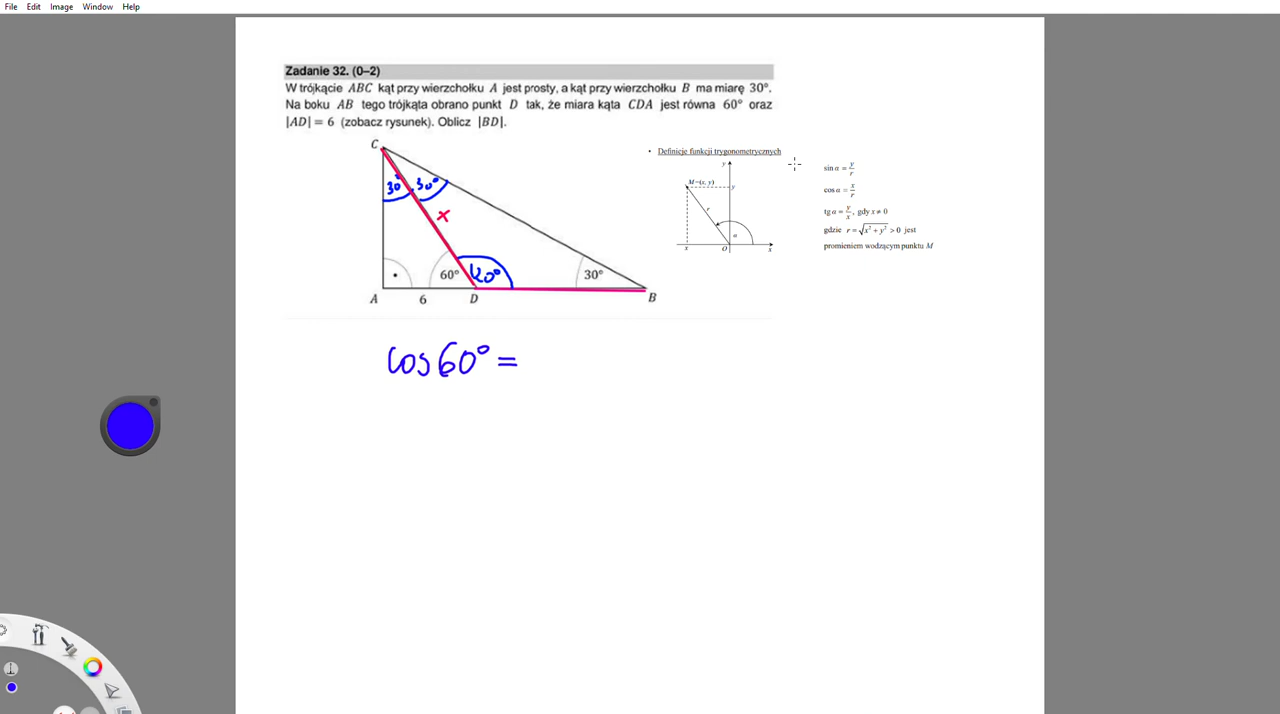 File Edit Image Window Help
Zadanie 32. (0–2)
W trójkącie ABC kąt przy wierzchołku A jest prosty, a kąt przy wierzchołku B ma miarę 30°.
Na boku AB tego trójkąta obrano punkt D tak, że miara kąta CDA jest równa 60° oraz
|AD| = 6 (zobacz rysunek). Oblicz |BD|.
C
30° 30°
x
60° 120° 30°
A 6 D B
• Definicje funkcji trygonometrycznych
y
M=(x, y) y
r
α
x O x
sin α = y/r
cos α = x/r
tg α = y/x, gdy x ≠ 0
gdzie r = √x² + y² > 0 jest
promieniem wodzącym punktu M
cos 60° =